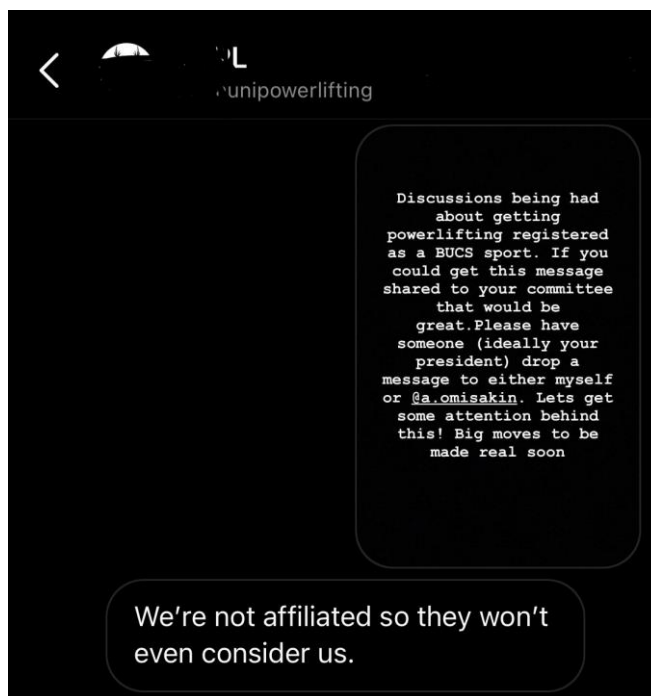 unipowerlifting
Discussions being had
about getting
powerlifting registered
as a BUCS sport. If you
could get this message
shared to your committee
that would be
great.Please have
someone (ideally your
president) drop a
message to either myself
or @a.omisakin. Lets get
some attention behind
this! Big moves to be
made real soon
We’re not affiliated so they won’t
even consider us.